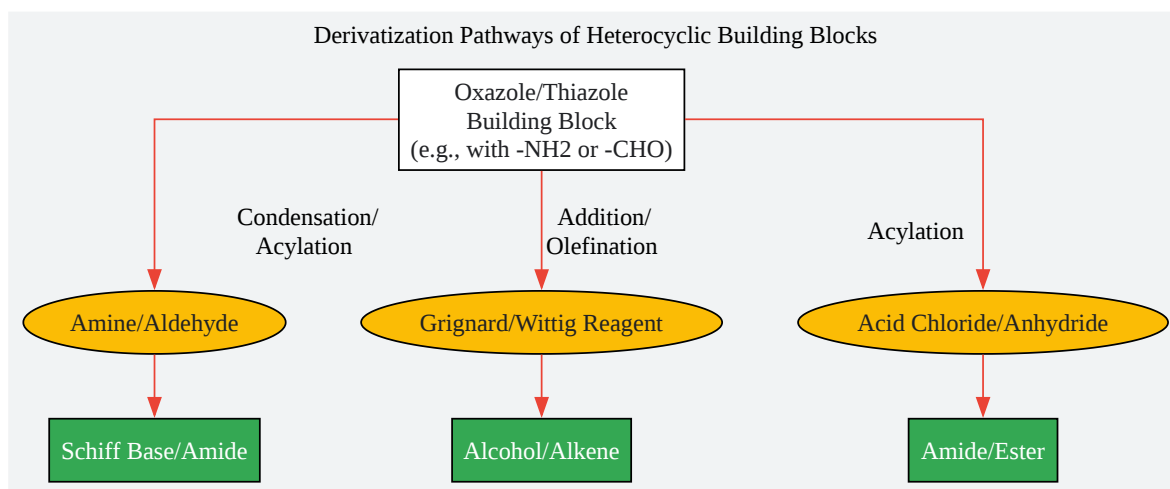 Derivatization Pathways of Heterocyclic Building Blocks
Oxazole/Thiazole
Building Block
(e.g., with -NH2 or -CHO)
Condensation/
Acylation
Addition/
Olefination
Acylation
Amine/Aldehyde
Grignard/Wittig Reagent
Acid Chloride/Anhydride
Schiff Base/Amide
Alcohol/Alkene
Amide/Ester